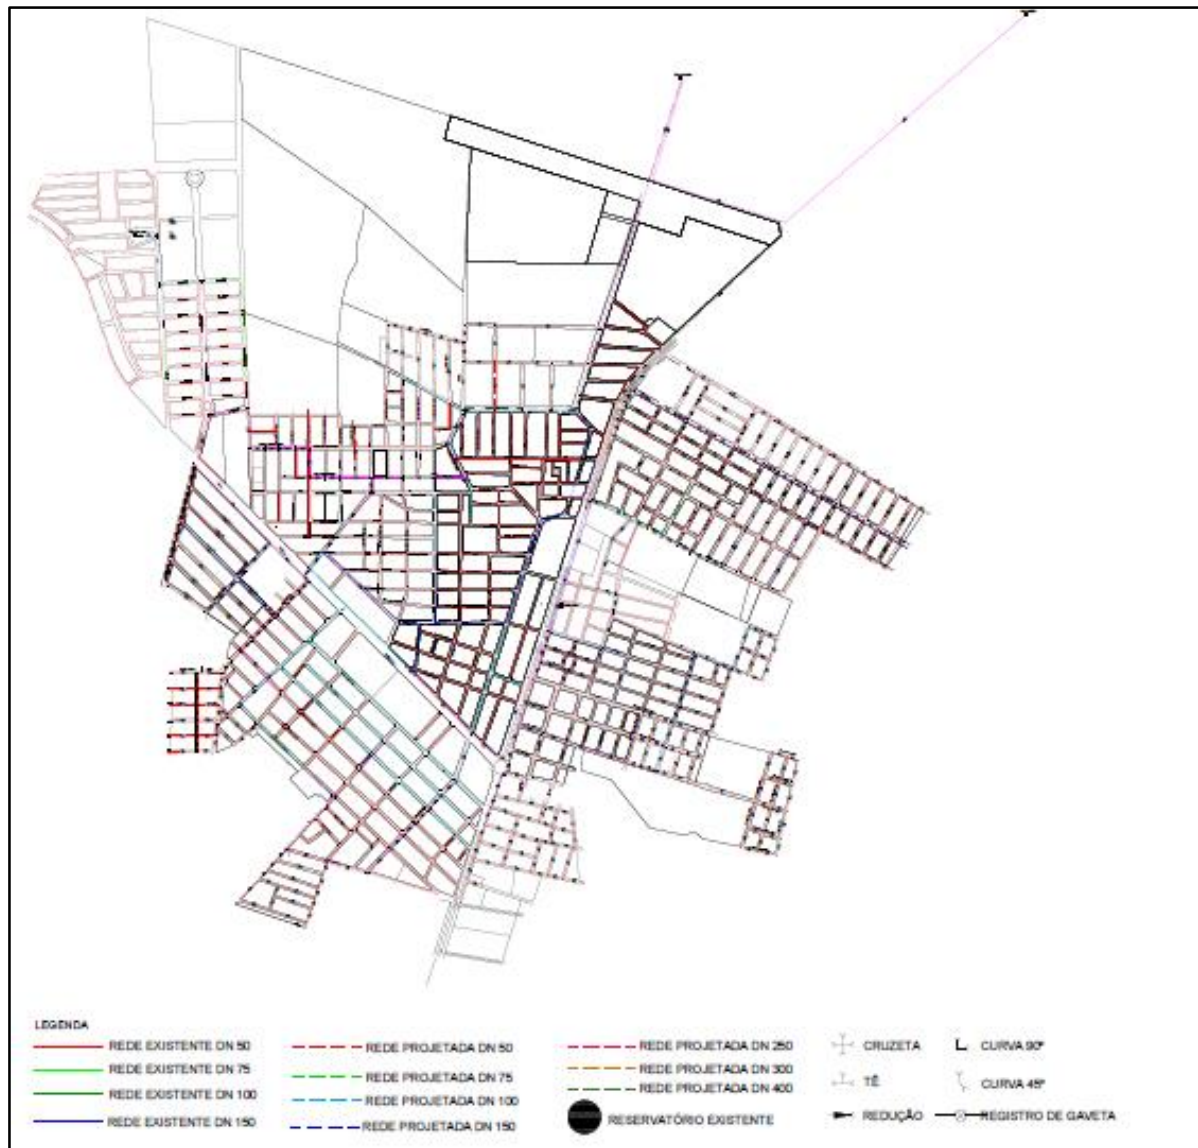 LEGENDA
REDE EXISTENTE DN 50
REDE EXISTENTE DN 75
REDE EXISTENTE DN 100
REDE EXISTENTE DN 150
REDE PROJETADA DN 50
REDE PROJETADA DN 75
REDE PROJETADA DN 100
REDE PROJETADA DN 150
REDE PROJETADA DN 250
REDE PROJETADA DN 300
REDE PROJETADA DN 400
RESERVATÓRIO EXISTENTE
CRUZETA
TÊ
REDUÇÃO
CURVA 90º
CURVA 45º
REGISTRO DE GAVETA